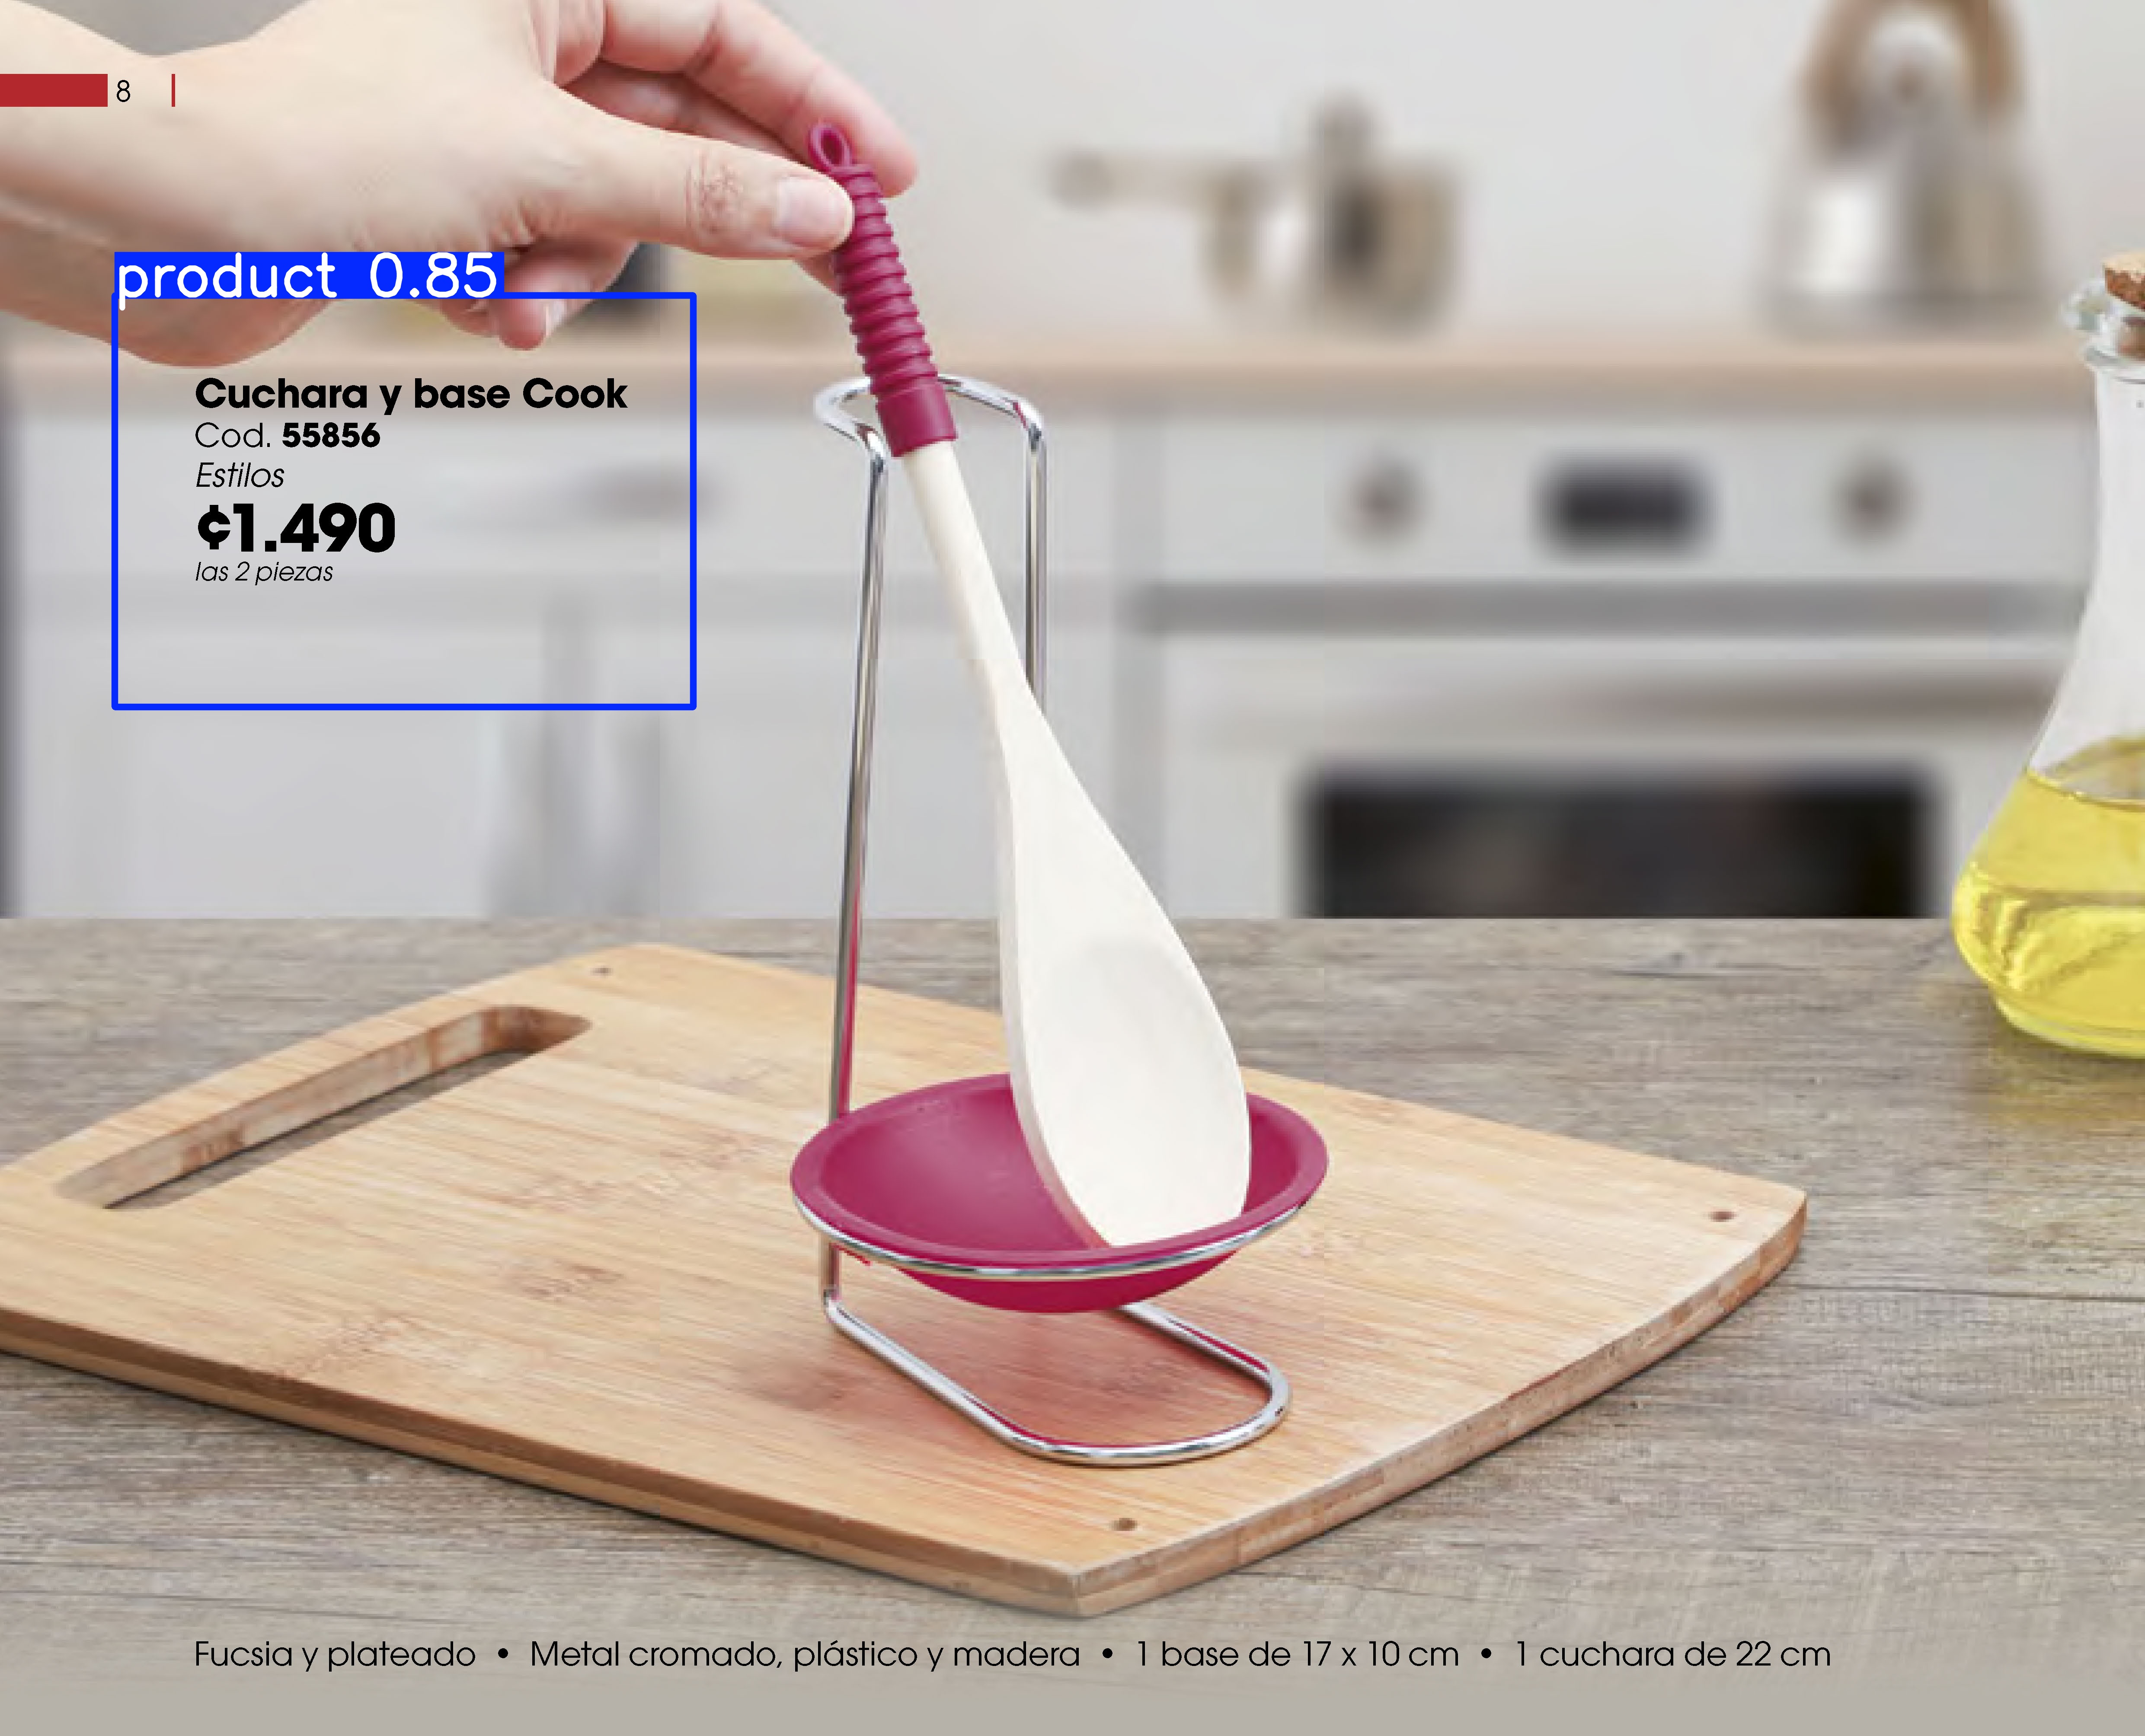 8
product 0.85
Cuchara y base Cook
Cod. 55856
Estilos
¢1.490
las 2 piezas
Fucsia y plateado • Metal cromado, plástico y madera • 1 base de 17 x 10 cm • 1 cuchara de 22 cm